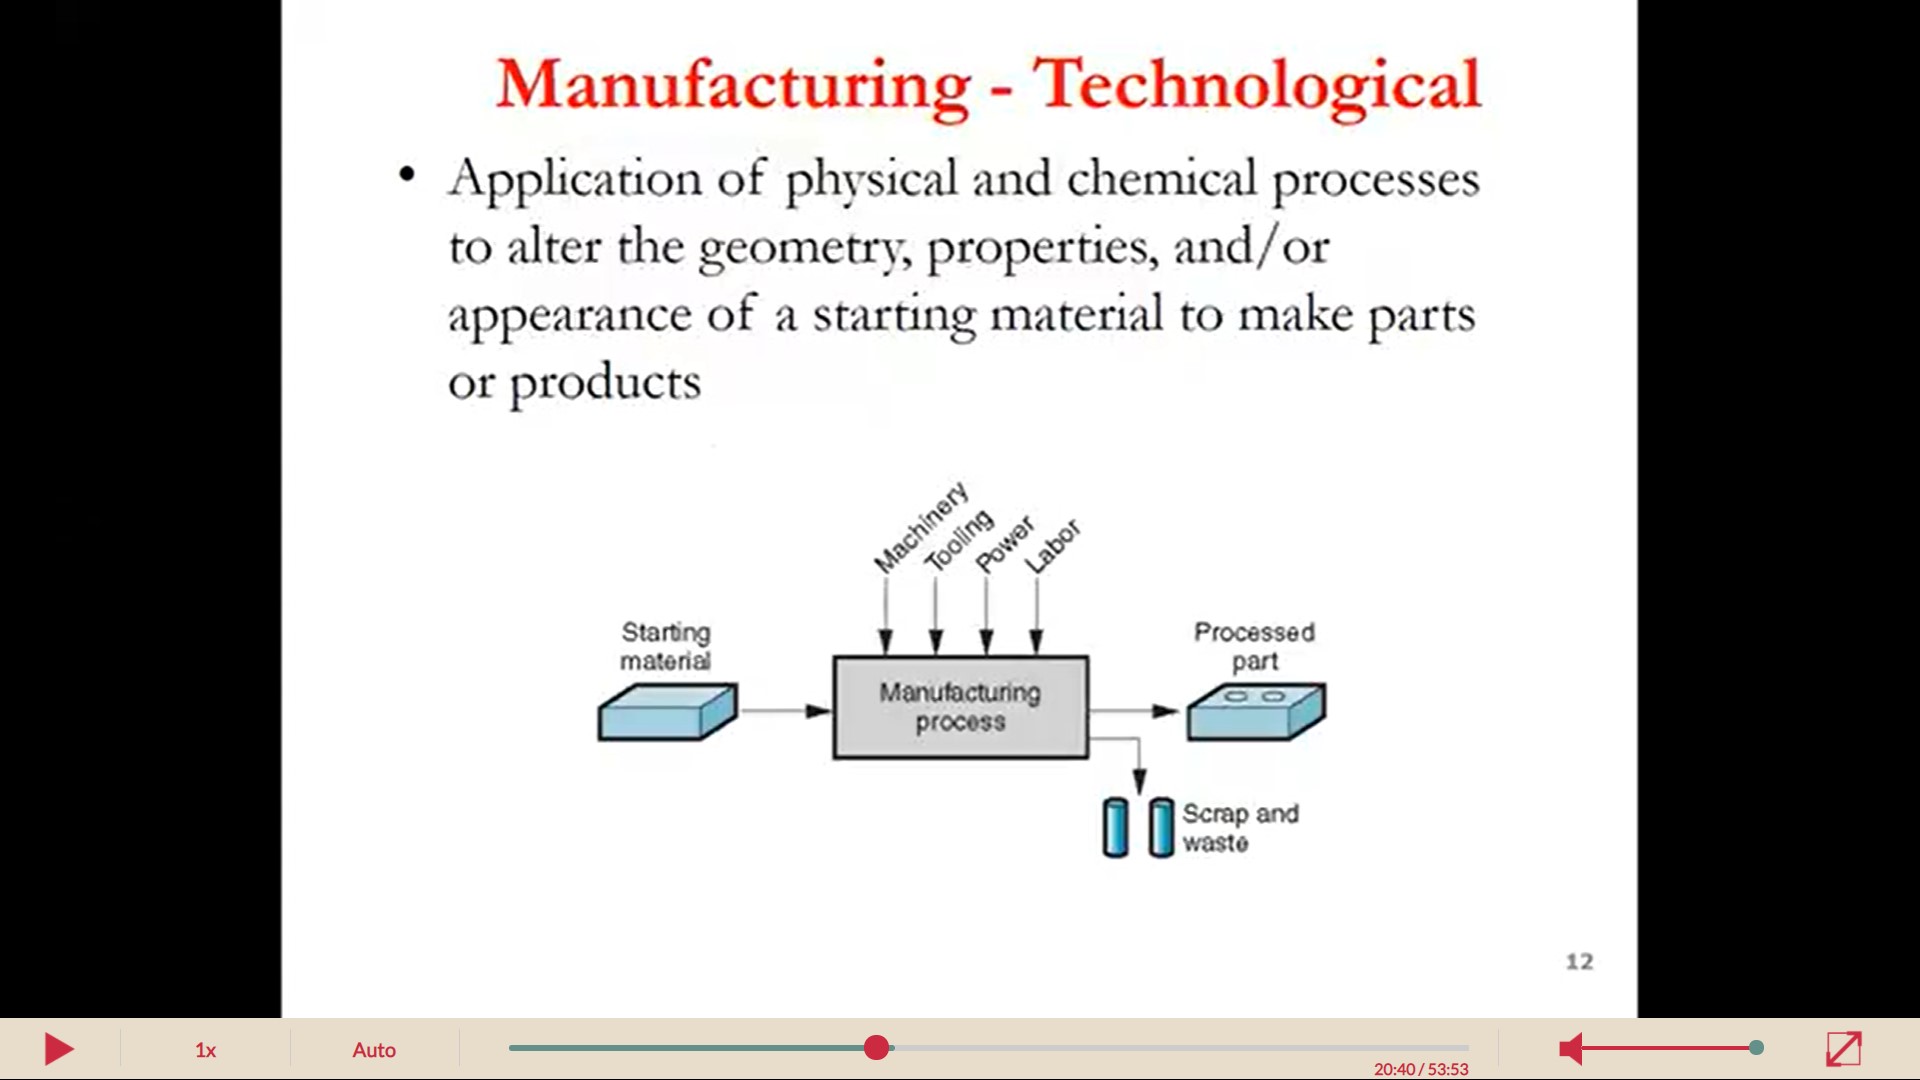 Manufacturing - Technological
• Application of physical and chemical processes
to alter the geometry, properties, and/or
appearance of a starting material to make parts
or products
Machinery
Tooling
Power
Labor
Starting
material
Manufacturing
process
Processed
part
Scrap and
waste
12
1x
Auto
20:40 / 53:53